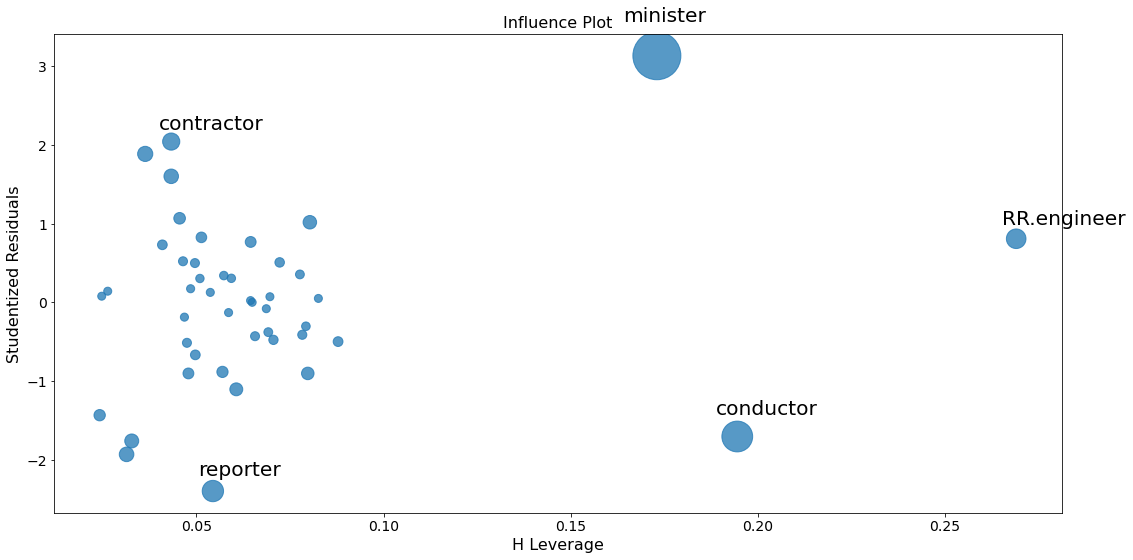 minister
Influence Plot
3
contractor
2
1
RR.engineer
0
−1
conductor
−2
reporter
Studentized Residuals
0.05 0.10 0.15 0.20 0.25
H Leverage